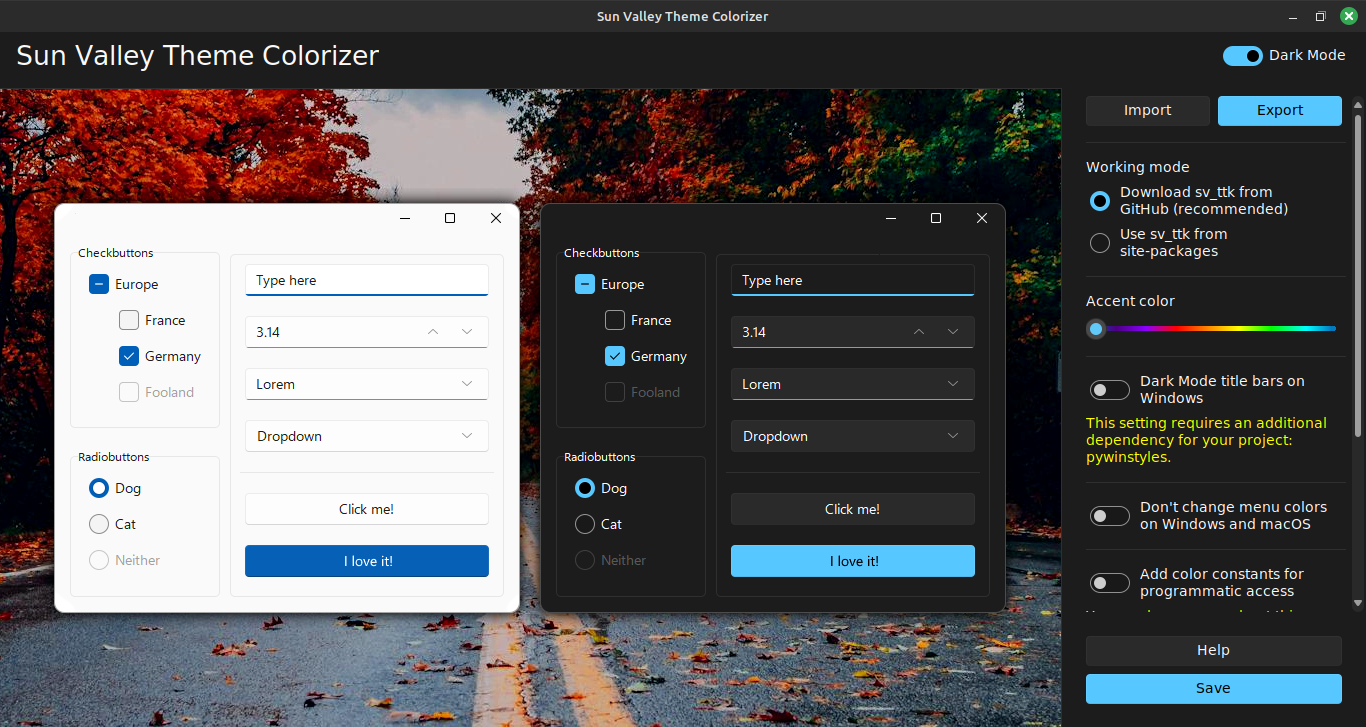 Sun Valley Theme Colorizer
Sun Valley Theme Colorizer
Dark Mode
Checkbuttons
Europe
France
Germany
Fooland
Radiobuttons
Dog
Cat
Neither
Type here
3.14
Lorem
Dropdown
Click me!
I love it!
Checkbuttons
Europe
France
Germany
Fooland
Radiobuttons
Dog
Cat
Neither
Type here
3.14
Lorem
Dropdown
Click me!
I love it!
Import
Export
Working mode
Download sv_ttk from
GitHub (recommended)
Use sv_ttk from
site-packages
Accent color
Dark Mode title bars on
Windows
This setting requires an additional
dependency for your project:
pywinstyles.
Don't change menu colors
on Windows and macOS
Add color constants for
programmatic access
Help
Save